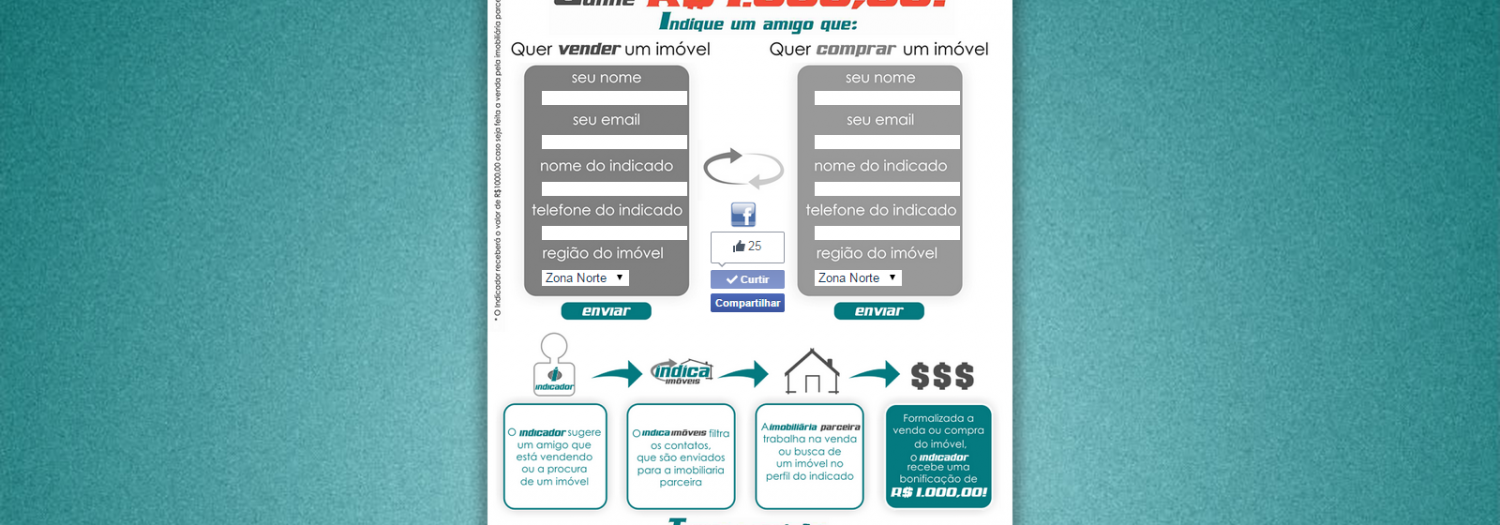 Ganhe R$ 1.000,00!
Indique um amigo que:
Quer vender um imóvel
Quer comprar um imóvel
seu nome
seu email
nome do indicado
telefone do indicado
região do imóvel
Zona Norte
enviar
25
Curtir
Compartilhar
seu nome
seu email
nome do indicado
telefone do indicado
região do imóvel
Zona Norte
enviar
* O Indicador receberá o valor de R$1000,00 caso seja feita a venda pela imobiliária parce
indicador
indica
imóveis
$$$
O indicador sugere
um amigo que
está vendendo
ou a procura
de um imóvel
O indicaimóveis filtra
os contatos,
que são enviados
para a imobiliaria
parceira
A imobiliária parceira
trabalha na venda
ou busca de
um imóvel no
perfil do indicado
Formalizada a
venda ou compra
do imóvel,
o indicador
recebe uma
bonificação de
R$ 1.000,00!